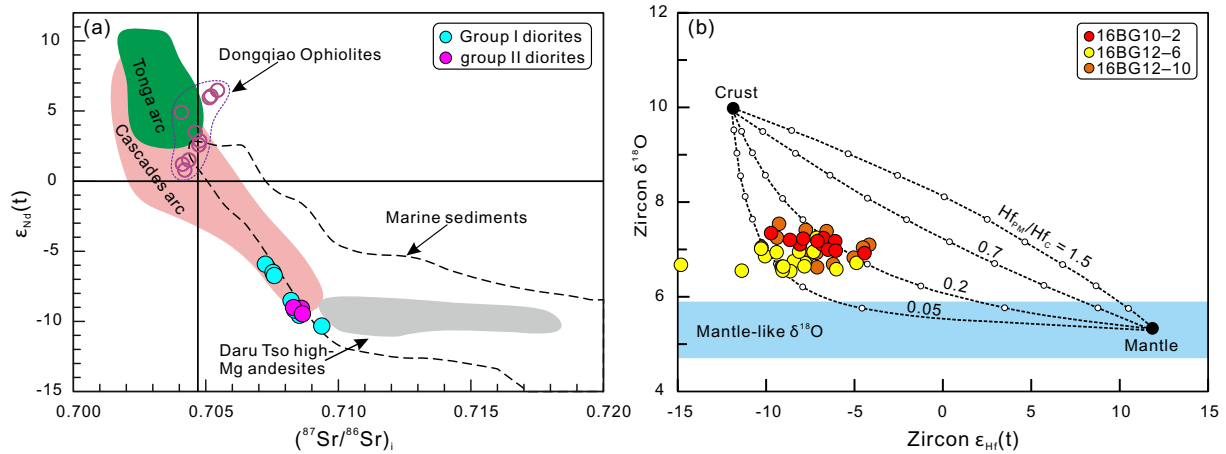 (a)
Group I diorites
group II diorites
Dongqiao Ophiolites
Tonga arc
Cascades arc
Marine sediments
Daru Tso high-
Mg andesites
10
5
0
-5
-10
-15
εNd(t)
0.700
0.705
0.710
0.715
0.720
(87Sr/86Sr)i
(b)
16BG10–2
16BG12–6
16BG12–10
Crust
HfPM/HfC = 1.5
0.7
0.2
0.05
Mantle-like δ18O
Mantle
12
10
8
6
4
Zircon δ18O
-15
-10
-5
0
5
10
15
Zircon εHf(t)